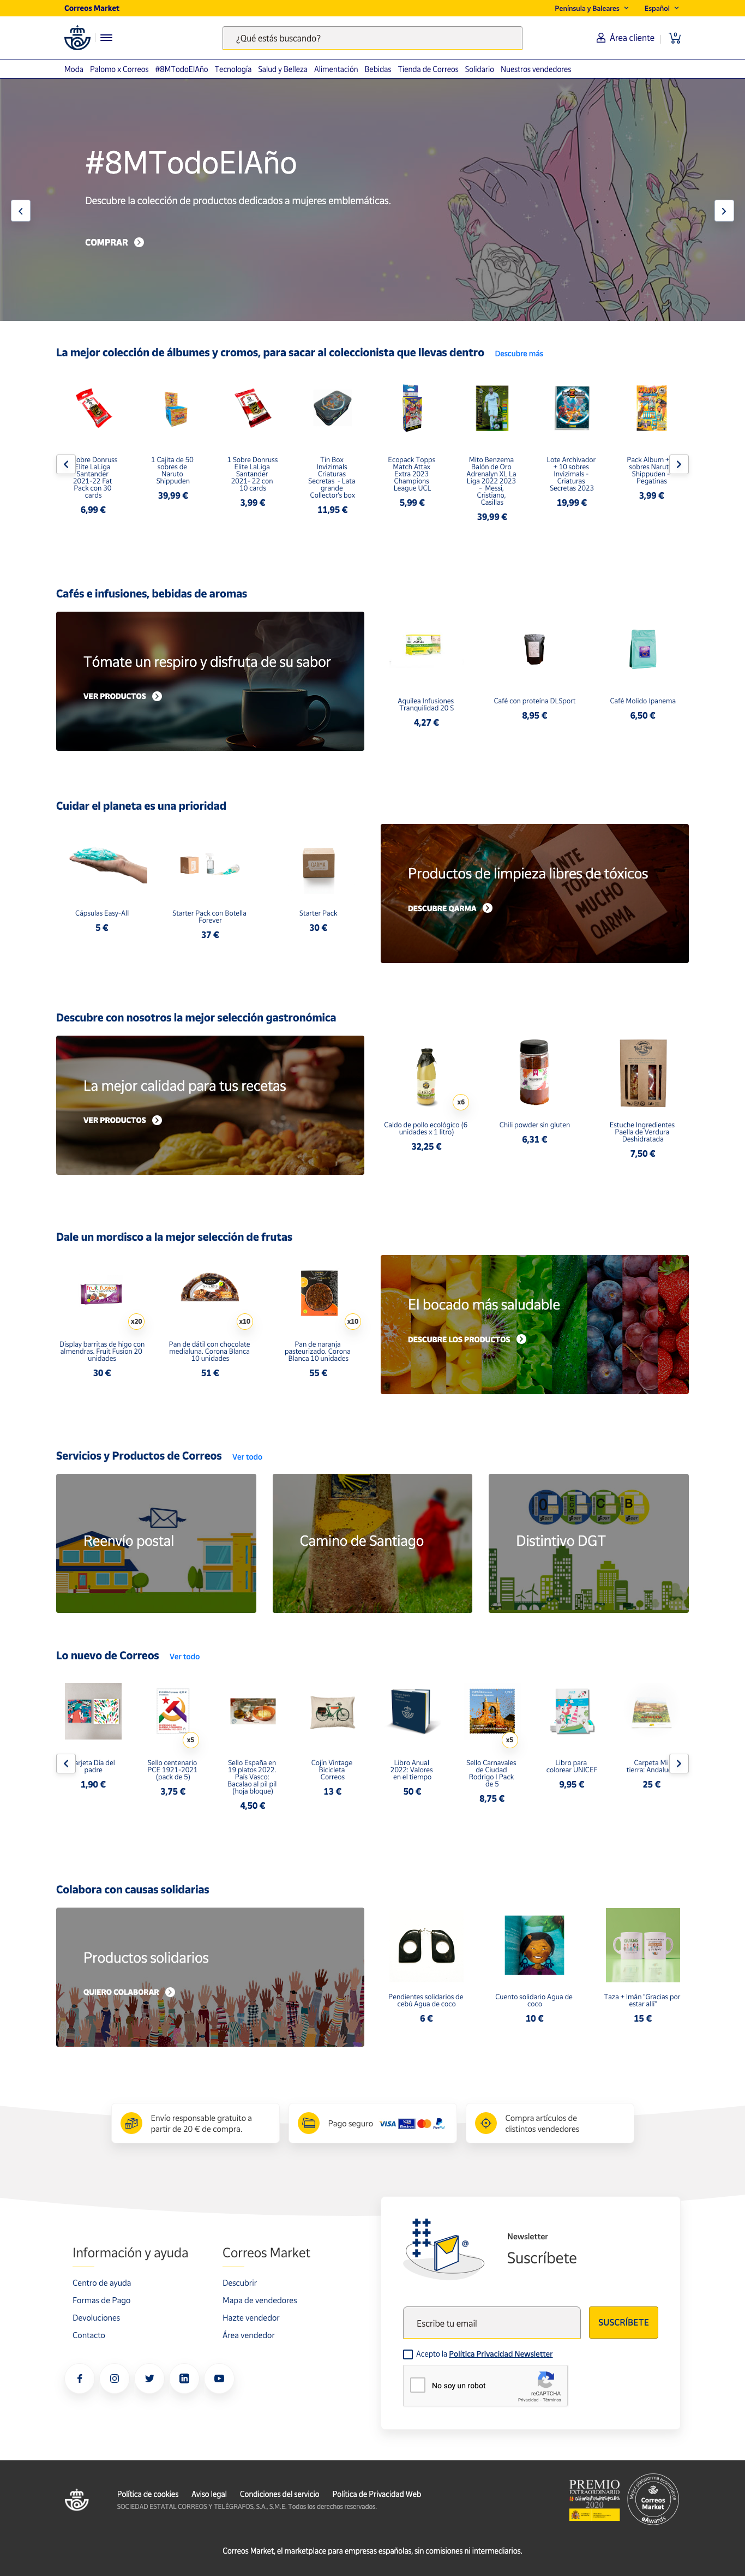 Correos Market
Península y Baleares
Español
¿Qué estás buscando?
Área cliente
0
Moda Palomo x Correos #8MTodoElAño Tecnología Salud y Belleza Alimentación Bebidas Tienda de Correos Solidario Nuestros vendedores
#8MTodoElAño
Descubre la colección de productos dedicados a mujeres emblemáticas.
COMPRAR
La mejor colección de álbumes y cromos, para sacar al coleccionista que llevas dentro
Descubre más
Sobre Donruss
Elite LaLiga
Santander
2021-22 Fat
Pack con 30
cards
6,99 €
1 Cajita de 50
sobres de
Naruto
Shippuden
39,99 €
1 Sobre Donruss
Elite LaLiga
Santander
2021- 22 con
10 cards
3,99 €
Tin Box
Invizimals
Criaturas
Secretas - Lata
grande
Collector's box
11,95 €
Ecopack Topps
Match Attax
Extra 2023
Champions
League UCL
5,99 €
Mito Benzema
Balón de Oro
Adrenalyn XL La
Liga 2022 2023
- Messi,
Cristiano,
Casillas
39,99 €
Lote Archivador
+ 10 sobres
Invizimals -
Criaturas
Secretas 2023
19,99 €
Pack Album +
sobres Narut
Shippuden -
Pegatinas
3,99 €
Cafés e infusiones, bebidas de aromas
Tómate un respiro y disfruta de su sabor
VER PRODUCTOS
Aquilea Infusiones
Tranquilidad 20 S
4,27 €
Café con proteína DLSport
8,95 €
Café Molido Ipanema
6,50 €
Cuidar el planeta es una prioridad
Cápsulas Easy-All
5 €
Starter Pack con Botella
Forever
37 €
QARMA
Starter Pack
30 €
Productos de limpieza libres de tóxicos
DESCUBRE QARMA
ANTE
TODO
MUCHO
QARMA
Descubre con nosotros la mejor selección gastronómica
La mejor calidad para tus recetas
VER PRODUCTOS
x6
Caldo de pollo ecológico (6
unidades x 1 litro)
32,25 €
Chili powder sin gluten
6,31 €
Estuche Ingredientes
Paella de Verdura
Deshidratada
7,50 €
Dale un mordisco a la mejor selección de frutas
x20
Display barritas de higo con
almendras. Fruit Fusion 20
unidades
30 €
x10
Pan de dátil con chocolate
medialuna. Corona Blanca
10 unidades
51 €
x10
Pan de naranja
pasteurizado. Corona
Blanca 10 unidades
55 €
El bocado más saludable
DESCUBRE LOS PRODUCTOS
Servicios y Productos de Correos
Ver todo
Reenvío postal
Camino de Santiago
Distintivo DGT
0
C
B
Lo nuevo de Correos
Ver todo
Tarjeta Día del
padre
1,90 €
x5
Sello centenario
PCE 1921-2021
(pack de 5)
3,75 €
Sello España en
19 platos 2022.
País Vasco:
Bacalao al pil pil
(hoja bloque)
4,50 €
Cojín Vintage
Bicicleta
Correos
13 €
Libro Anual
2022: Valores
en el tiempo
50 €
x5
Sello Carnavales
de Ciudad
Rodrigo I Pack
de 5
8,75 €
Libro para
colorear UNICEF
9,95 €
Carpeta Mi
tierra: Andaluc
25 €
Colabora con causas solidarias
Productos solidarios
QUIERO COLABORAR
Pendientes solidarios de
cebú Agua de coco
6 €
Cuento solidario Agua de
coco
10 €
Taza + Imán "Gracias por
estar allí"
15 €
Envío responsable gratuito a
partir de 20 € de compra.
Pago seguro
VISA
PayPal
Compra artículos de
distintos vendedores
Información y ayuda
Centro de ayuda
Formas de Pago
Devoluciones
Contacto
Correos Market
Descubrir
Mapa de vendedores
Hazte vendedor
Área vendedor
@
Newsletter
Suscríbete
Escribe tu email
SUSCRÍBETE
Acepto la Política Privacidad Newsletter
No soy un robot
reCAPTCHA
Privacidad - Términos
Política de cookies Aviso legal Condiciones del servicio Política de Privacidad Web
SOCIEDAD ESTATAL CORREOS Y TELÉGRAFOS, S.A., S.M.E. Todos los derechos reservados.
PREMIO
EXTRAORDINARIO
2020
Mejor plataforma ecommerce
Correos
Market
eAwards
Correos Market, el marketplace para empresas españolas, sin comisiones ni intermediarios.